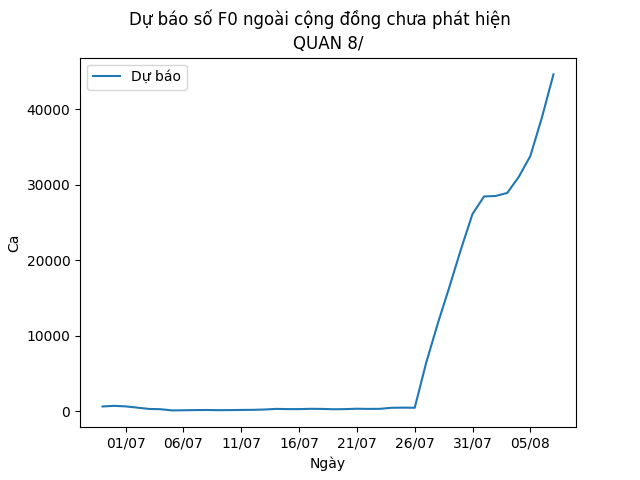 Dự báo số F0 ngoài cộng đồng chưa phát hiện
QUAN 8/
Dự báo
40000
30000
20000
10000
0
Ca
01/07 06/07 11/07 16/07 21/07 26/07 31/07 05/08
Ngày